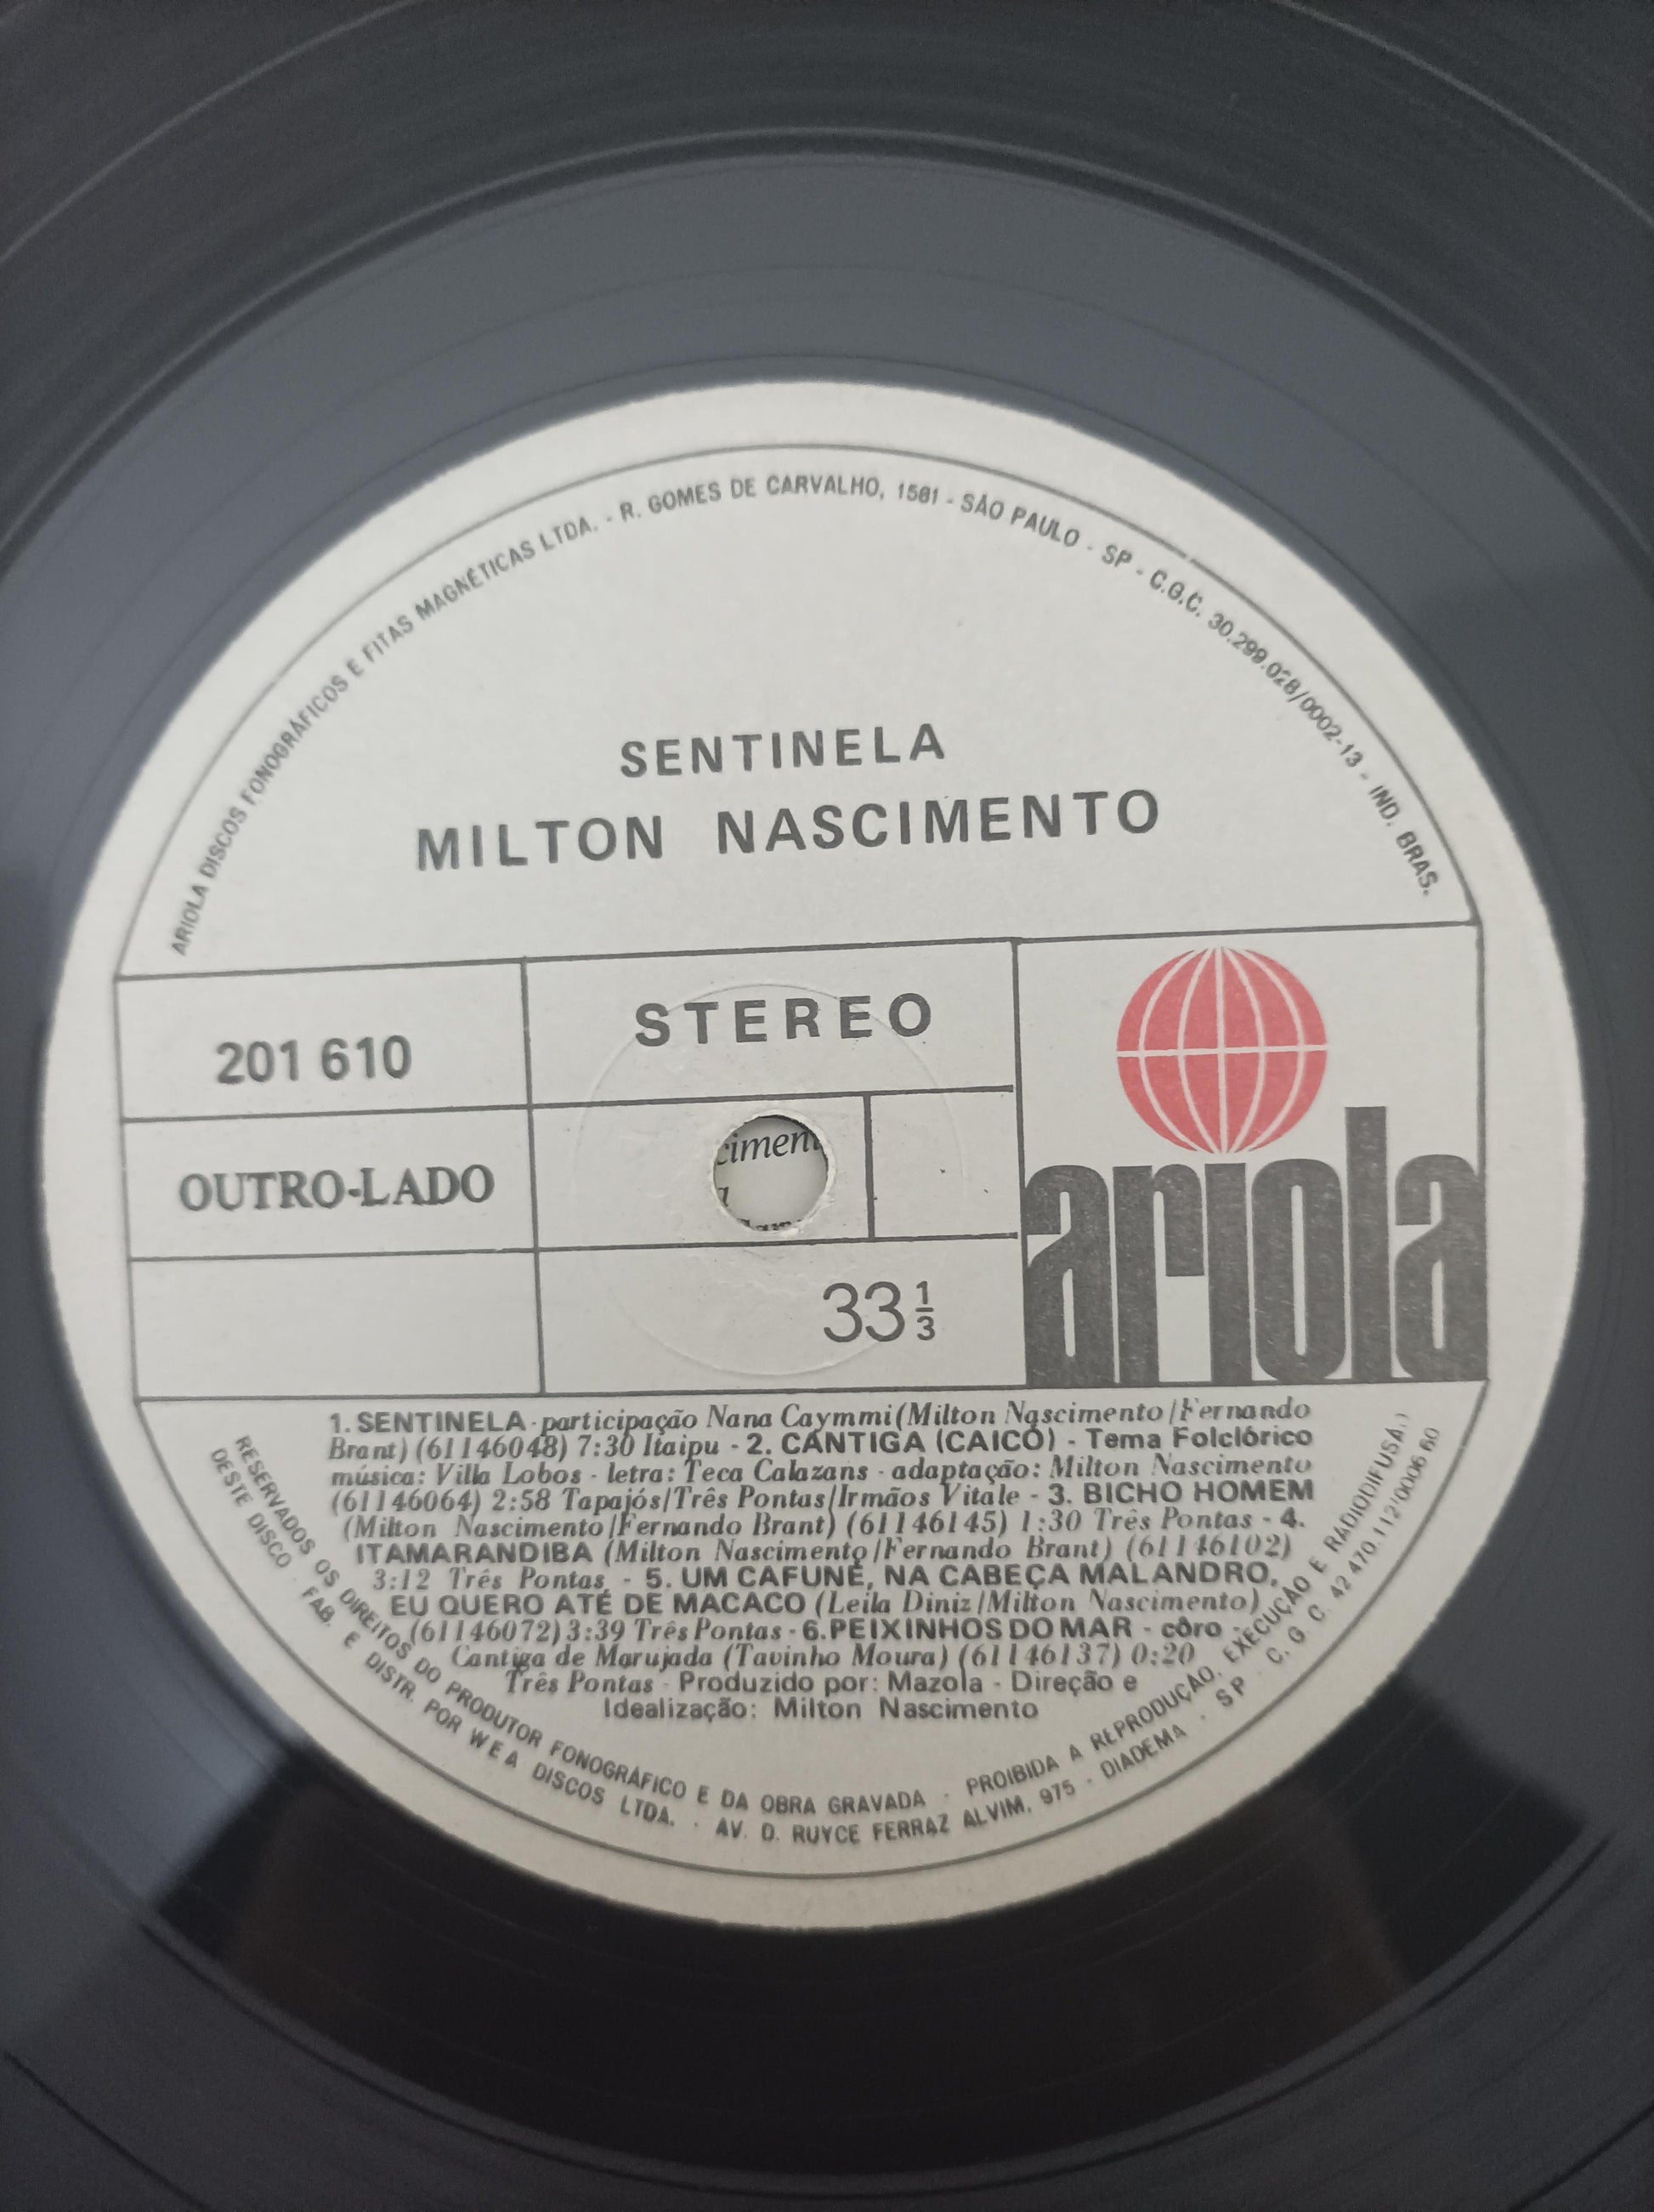 ARIOLA DISCOS FONOGRÁFICOS E FITAS MAGNÉTICAS LTDA. - R. GOMES DE CARVALHO, 1581 - SÃO PAULO - SP - C.G.C. 30.299.028/0002-13 - IND. BRAS.
SENTINELA
MILTON NASCIMENTO
201 610
STEREO
OUTRO-LADO
33 1/3
ariola
1. SENTINELA - participação Nana Caymmi (Milton Nascimento/Fernando
Brant) (61146048) 7:30 Itaipu - 2. CANTIGA (CAICÓ) - Tema Folclórico
música: Villa Lobos - letra: Teca Calazans - adaptação: Milton Nascimento
(61146064) 2:58 Tapajós/Três Pontas/Irmãos Vitale - 3. BICHO HOMEM
(Milton Nascimento/Fernando Brant) (61146145) 1:30 Três Pontas - 4.
ITAMARANDIBA (Milton Nascimento/Fernando Brant) (61146102)
3:12 Três Pontas - 5. UM CAFUNÉ, NA CABEÇA MALANDRO,
EU QUERO ATÉ DE MACACO (Leila Diniz/Milton Nascimento)
(61146072) 3:39 Três Pontas - 6. PEIXINHOS DO MAR - côro -
Cantiga de Marujada (Tavinho Moura) (61146137) 0:20
Três Pontas - Produzido por: Mazola - Direção e
Idealização: Milton Nascimento
RESERVADOS OS DIREITOS DO PRODUTOR FONOGRÁFICO E DA OBRA GRAVADA - PROIBIDA A REPRODUÇÃO, EXECUÇÃO E RADIODIFUSÃO
DESTE DISCO - FAB. E DISTR. POR WEA DISCOS LTDA. - AV. D. RUYCE FERRAZ ALVIM, 975 - DIADEMA - SP - C.G.C. 42.470.112/0006 60